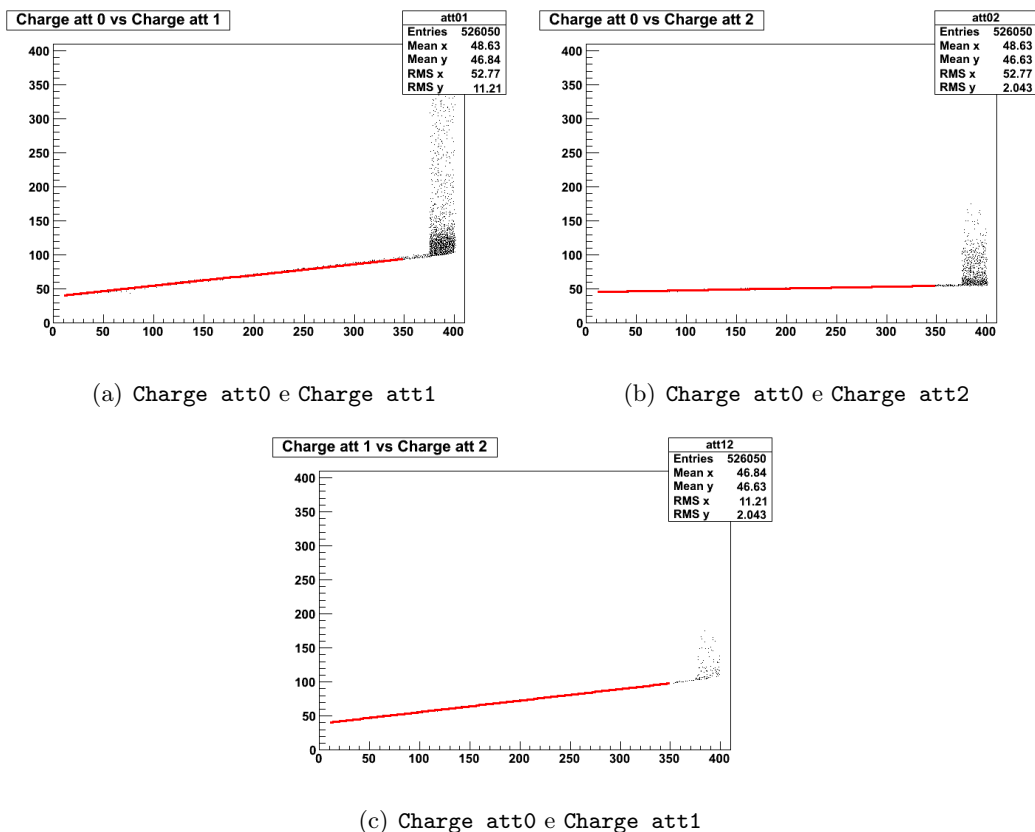 Charge att 0 vs Charge att 1
att01
Entries 526050
Mean x 48.63
Mean y 46.84
RMS x 52.77
RMS y 11.21
400
350
300
250
200
150
100
50
0
0 50 100 150 200 250 300 350 400
(a) Charge att0 e Charge att1
Charge att 0 vs Charge att 2
att02
Entries 526050
Mean x 48.63
Mean y 46.63
RMS x 52.77
RMS y 2.043
400
350
300
250
200
150
100
50
0
0 50 100 150 200 250 300 350 400
(b) Charge att0 e Charge att2
Charge att 1 vs Charge att 2
att12
Entries 526050
Mean x 46.84
Mean y 46.63
RMS x 11.21
RMS y 2.043
400
350
300
250
200
150
100
50
0
0 50 100 150 200 250 300 350 400
(c) Charge att0 e Charge att1